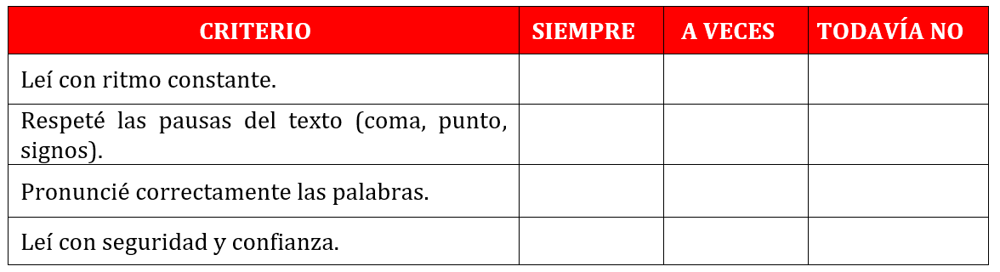 CRITERIO SIEMPRE A VECES TODAVÍA NO
Leí con ritmo constante.
Respeté las pausas del texto (coma, punto,
signos).
Pronuncié correctamente las palabras.
Leí con seguridad y confianza.